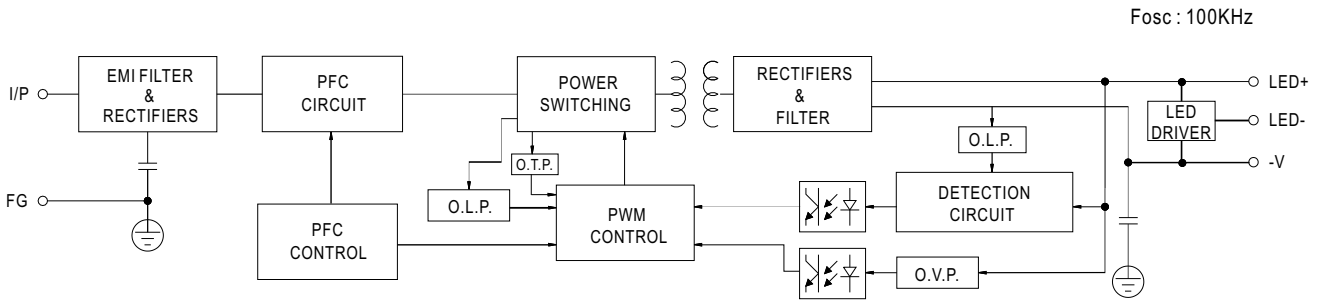 Fosc : 100KHz
I/P
EMI FILTER
&
RECTIFIERS
PFC
CIRCUIT
POWER
SWITCHING
RECTIFIERS
&
FILTER
LED+
LED
DRIVER
LED-
-V
O.T.P.
O.L.P.
O.L.P.
FG
PFC
CONTROL
PWM
CONTROL
DETECTION
CIRCUIT
O.V.P.